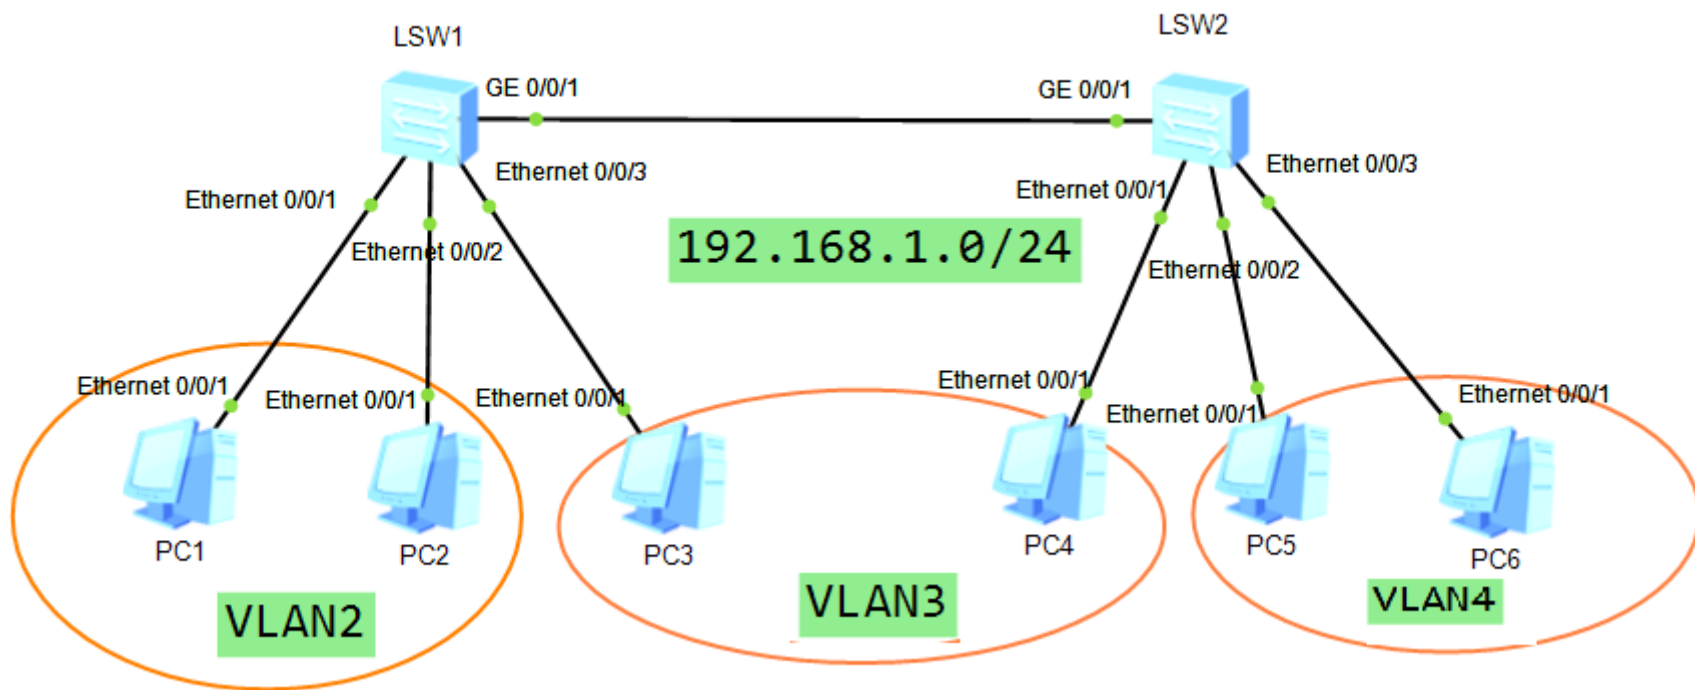 LSW1
LSW2
GE 0/0/1
GE 0/0/1
Ethernet 0/0/3
Ethernet 0/0/3
Ethernet 0/0/1
Ethernet 0/0/1
Ethernet 0/0/2
192.168.1.0/24
Ethernet 0/0/2
Ethernet 0/0/1
Ethernet 0/0/1
Ethernet 0/0/1
Ethernet 0/0/1
Ethernet 0/0/1
Ethernet 0/0/1
PC1
PC2
PC3
PC4
PC5
PC6
VLAN2
VLAN3
VLAN4